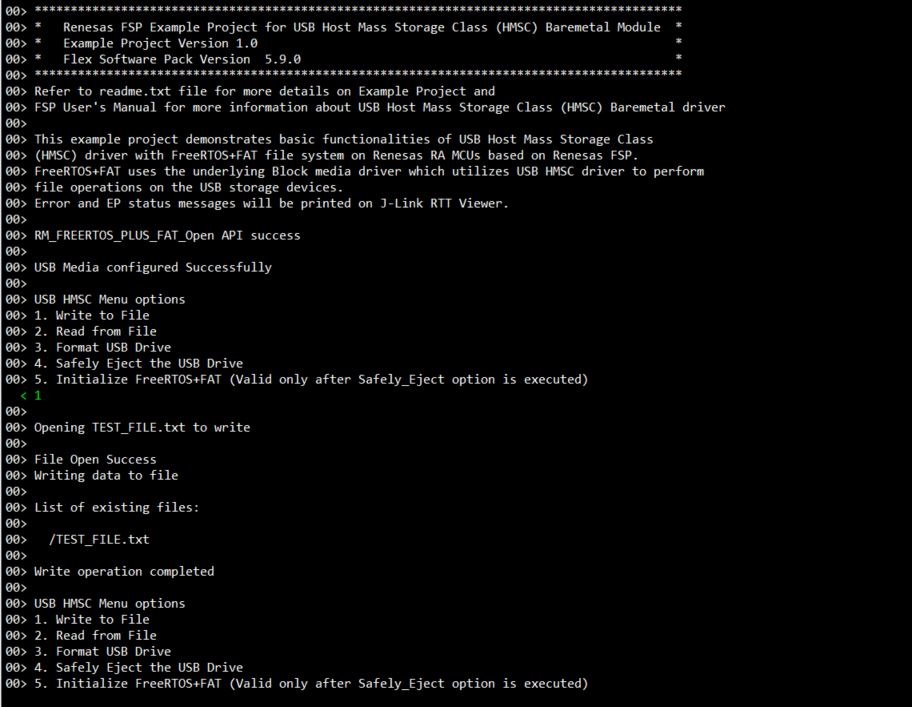 00> *******************************************************************************************
00> *   Renesas FSP Example Project for USB Host Mass Storage Class (HMSC) Baremetal Module  *
00> *   Example Project Version 1.0                                                          *
00> *   Flex Software Pack Version  5.9.0                                                    *
00> *******************************************************************************************
00> Refer to readme.txt file for more details on Example Project and
00> FSP User's Manual for more information about USB Host Mass Storage Class (HMSC) Baremetal driver
00>
00> This example project demonstrates basic functionalities of USB Host Mass Storage Class
00> (HMSC) driver with FreeRTOS+FAT file system on Renesas RA MCUs based on Renesas FSP.
00> FreeRTOS+FAT uses the underlying Block media driver which utilizes USB HMSC driver to perform
00> file operations on the USB storage devices.
00> Error and EP status messages will be printed on J-Link RTT Viewer.
00>
00> RM_FREERTOS_PLUS_FAT_Open API success
00>
00> USB Media configured Successfully
00>
00> USB HMSC Menu options
00> 1. Write to File
00> 2. Read from File
00> 3. Format USB Drive
00> 4. Safely Eject the USB Drive
00> 5. Initialize FreeRTOS+FAT (Valid only after Safely_Eject option is executed)
< 1
00>
00> Opening TEST_FILE.txt to write
00>
00> File Open Success
00> Writing data to file
00>
00> List of existing files:
00>
00>   /TEST_FILE.txt
00>
00> Write operation completed
00>
00> USB HMSC Menu options
00> 1. Write to File
00> 2. Read from File
00> 3. Format USB Drive
00> 4. Safely Eject the USB Drive
00> 5. Initialize FreeRTOS+FAT (Valid only after Safely_Eject option is executed)